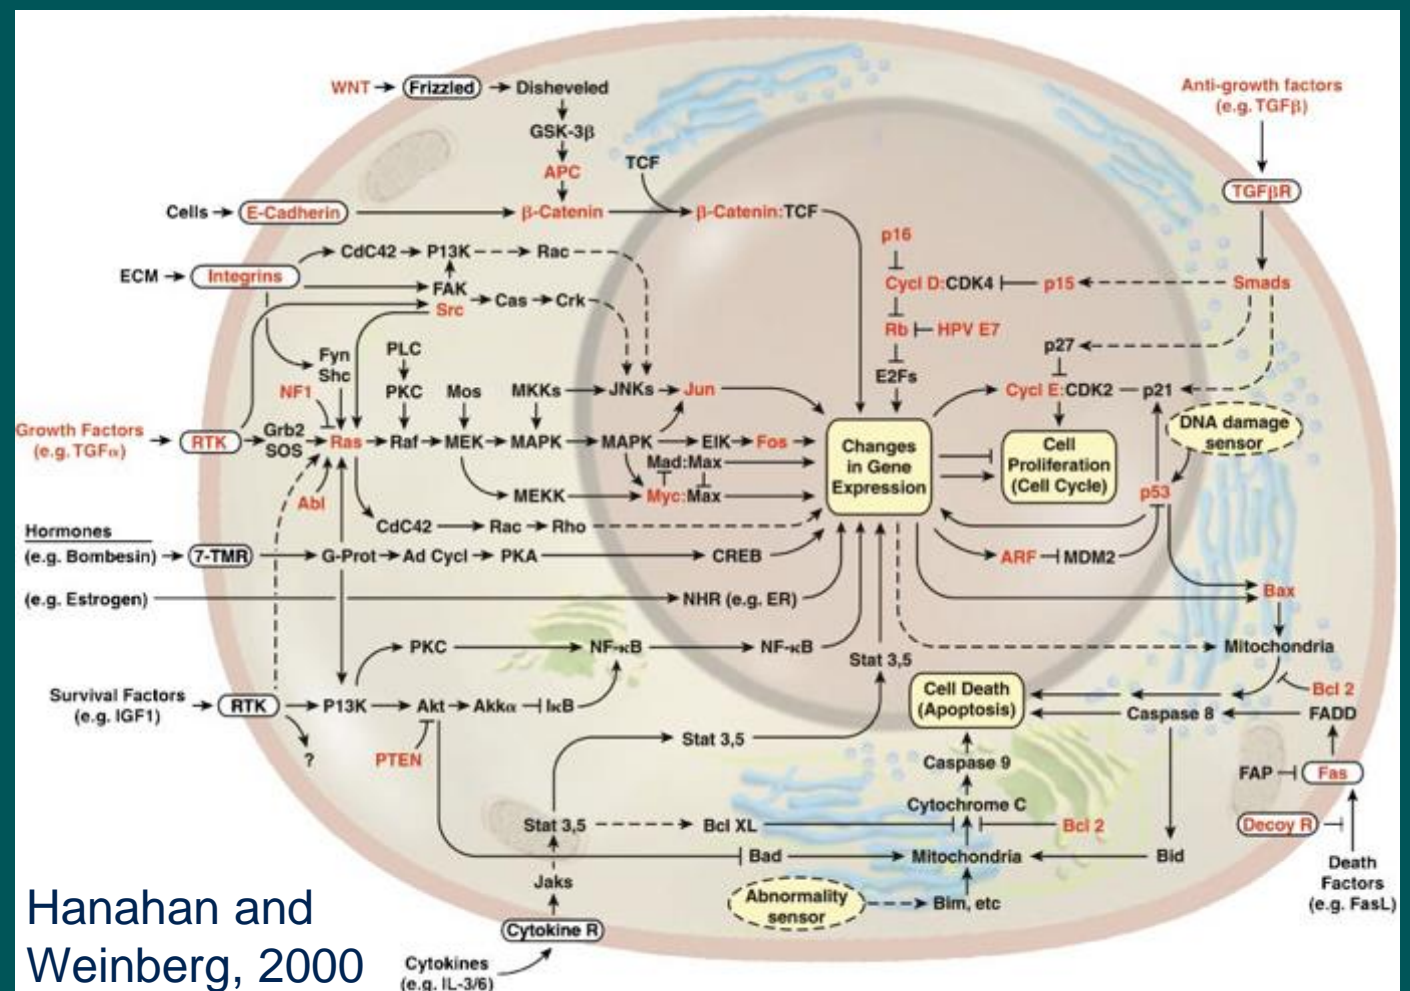 WNT Frizzled Disheveled
GSK-3β
APC
TCF
Cells E-Cadherin β-Catenin β-Catenin:TCF
CdC42 P13K Rac
ECM Integrins
FAK
Src Cas Crk
Fyn
Shc
PLC
NF1 PKC Mos MKKs JNKs Jun
Growth Factors
(e.g. TGFα)
RTK Grb2
SOS
Ras Raf MEK MAPK MAPK EIK Fos
Mad:Max
Abl MEKK Myc:Max
CdC42 Rac Rho
Hormones
(e.g. Bombesin) 7-TMR G-Prot Ad Cycl PKA CREB
(e.g. Estrogen) NHR (e.g. ER)
PKC NF-κB NF-κB
Stat 3,5
Survival Factors
(e.g. IGF1)
RTK P13K Akt Akkα IκB
?
PTEN Stat 3,5
Stat 3,5 Bcl XL
Bad Mitochondria Bid
Jaks
Abnormality
sensor
Bim, etc
Cytokine R
Cytokines
(e.g. IL-3/6)
Anti-growth factors
(e.g. TGFβ)
TGFβR
p16
Cycl D:CDK4 p15 Smads
Rb HPV E7
p27
E2Fs
Cycl E:CDK2 p21
DNA damage
sensor
Changes
in Gene
Expression
Cell
Proliferation
(Cell Cycle)
p53
ARF MDM2
Bax
Mitochondria
Cell Death
(Apoptosis)
Bcl 2
Caspase 8 FADD
Caspase 9
FAP Fas
Cytochrome C
Bcl 2
Decoy R
Death
Factors
(e.g. FasL)
Hanahan and
Weinberg, 2000